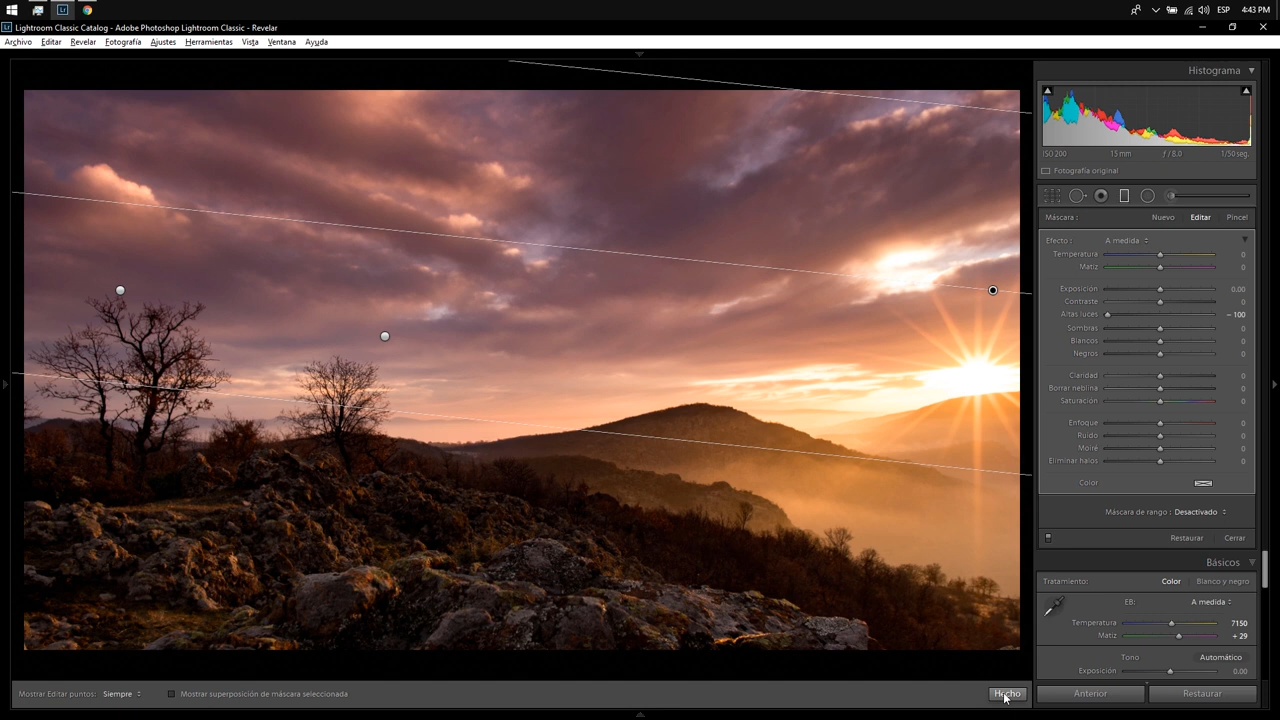 ESP 4:43 PM
Lightroom Classic Catalog - Adobe Photoshop Lightroom Classic - Revelar
Archivo Editar Revelar Fotografía Ajustes Herramientas Vista Ventana Ayuda
Histograma
ISO 200 15 mm ƒ / 8.0 1/50 seg.
Fotografía original
Máscara : Nuevo Editar Pincel
Efecto : A medida
Temperatura 0
Matiz 0
Exposición 0.00
Contraste 0
Altas luces - 100
Sombras 0
Blancos 0
Negros 0
Claridad 0
Borrar neblina 0
Saturación 0
Enfoque 0
Ruido 0
Moiré 0
Eliminar halos 0
Color
Máscara de rango : Desactivado
Restaurar Cerrar
Básicos
Tratamiento: Color Blanco y negro
EB: A medida
Temperatura 7150
Matiz + 29
Tono Automático
Exposición 0.00
Mostrar Editar puntos: Siempre Mostrar superposición de máscara seleccionada Hecho
Anterior Restaurar